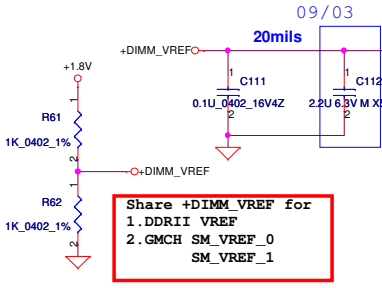 09/03
20mils
+DIMM_VREF
+1.8V
1
C111
0.1U_0402_16V4Z
2
1
C112
2.2U 6.3V M X5
2
1
R61
1K_0402_1%
2
+DIMM_VREF
1
R62
1K_0402_1%
2
Share +DIMM_VREF for
1.DDRII VREF
2.GMCH SM_VREF_0
SM_VREF_1